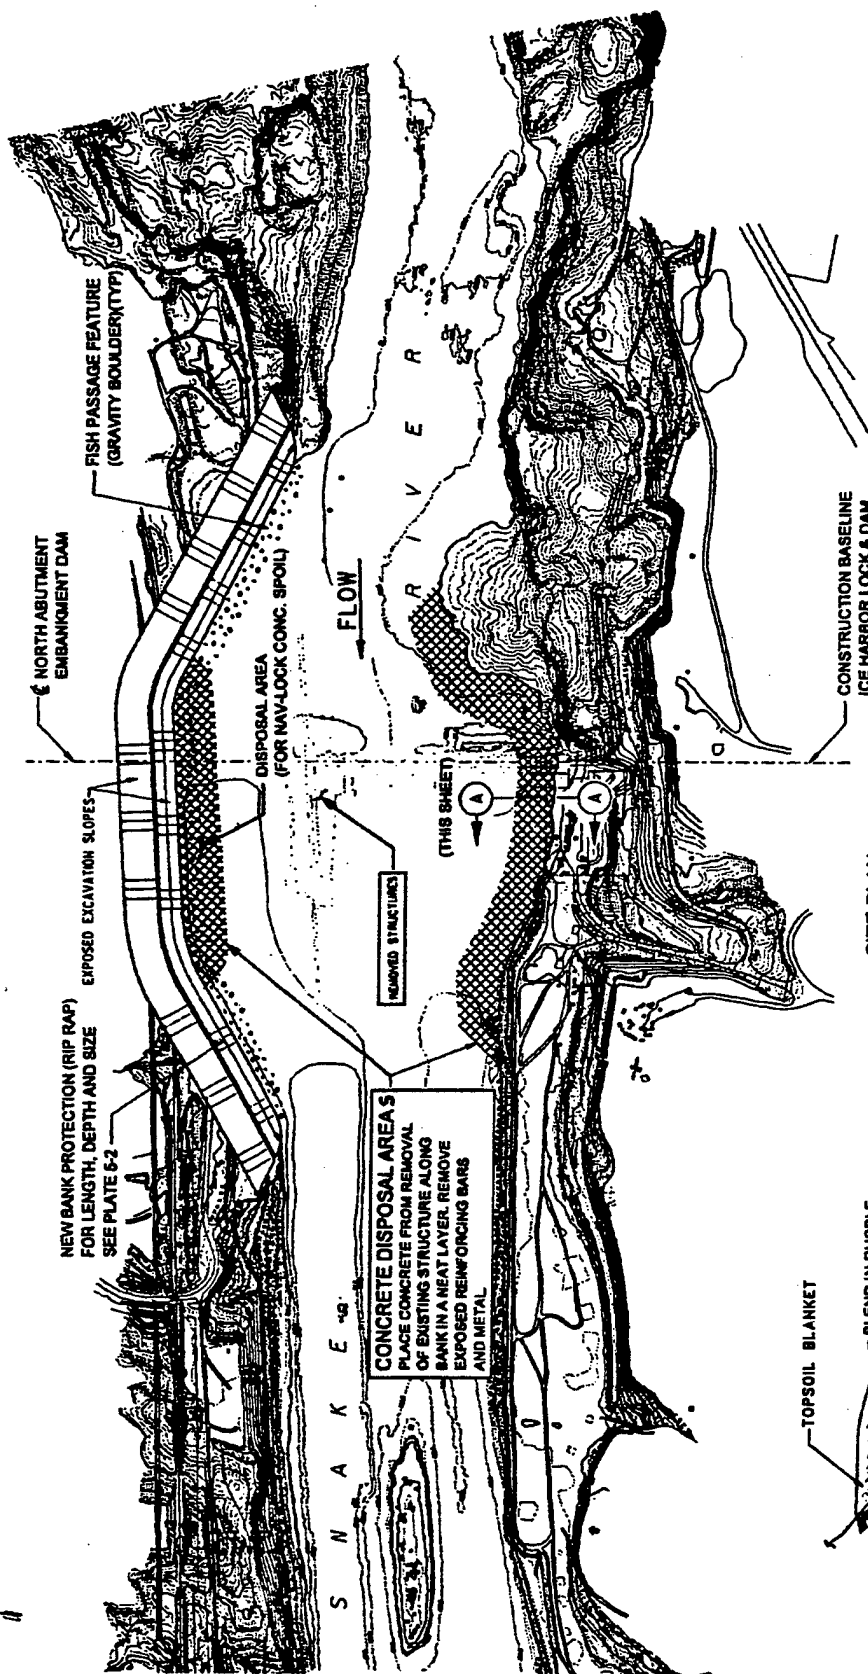 NORTH ABUTMENT
EMBANKMENT DAM
FISH PASSAGE FEATURE
(GRAVITY BOULDER)(TYP)
NEW BANK PROTECTION (RIP RAP)
FOR LENGTH, DEPTH AND SIZE
SEE PLATE 5-2
EXPOSED EXCAVATION SLOPES
DISPOSAL AREA
(FOR NAV-LOCK CONC. SPOIL)
FLOW
SNAKE RIVER
REMOVED STRUCTURES
(THIS SHEET)
A
A
CONCRETE DISPOSAL AREAS
PLACE CONCRETE FROM REMOVAL
OF EXISTING STRUCTURE ALONG
BANK IN A NEAT LAYER. REMOVE
EXPOSED REINFORCING BARS
AND METAL
CONSTRUCTION BASELINE
ICE HARBOR LOCK & DAM
TOPSOIL BLANKET